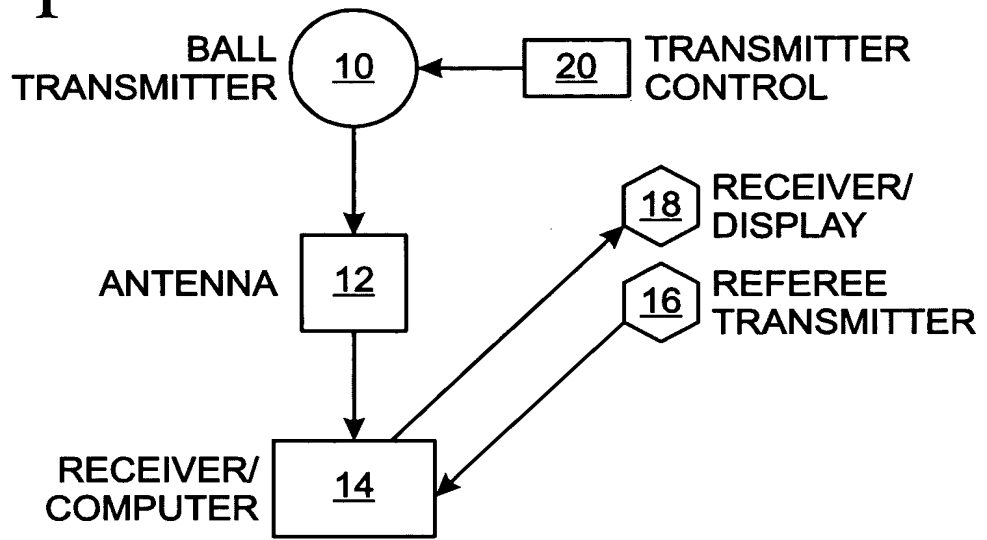 BALL
TRANSMITTER
10
20
TRANSMITTER
CONTROL
18
RECEIVER/
DISPLAY
ANTENNA
12
16
REFEREE
TRANSMITTER
RECEIVER/
COMPUTER
14